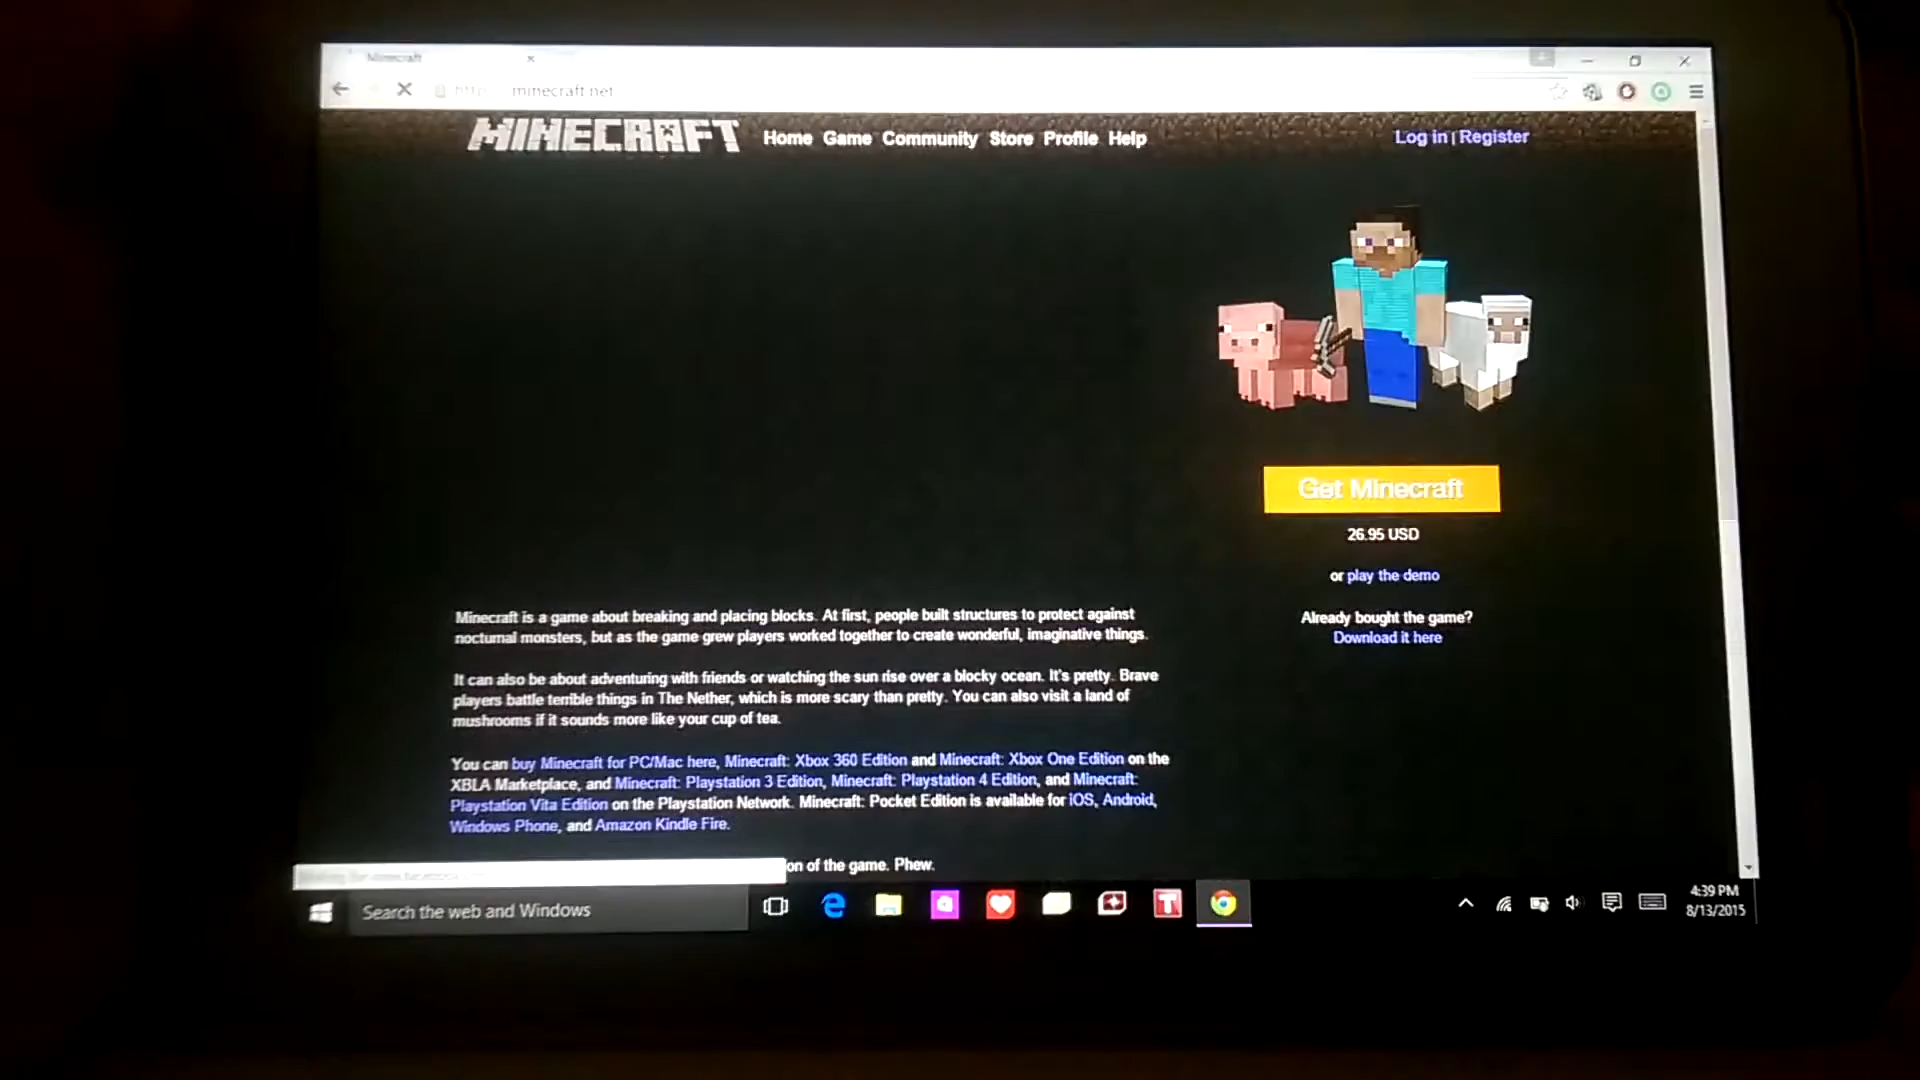 Minecraft
minecraft.net
MINECRAFT Home Game Community Store Profile Help Log in | Register
Get Minecraft
26.95 USD
or play the demo
Already bought the game?
Download it here
Minecraft is a game about breaking and placing blocks. At first, people built structures to protect against
nocturnal monsters, but as the game grew players worked together to create wonderful, imaginative things.
It can also be about adventuring with friends or watching the sun rise over a blocky ocean. It's pretty. Brave
players battle terrible things in The Nether, which is more scary than pretty. You can also visit a land of
mushrooms if it sounds more like your cup of tea.
You can buy Minecraft for PC/Mac here, Minecraft: Xbox 360 Edition and Minecraft: Xbox One Edition on the
XBLA Marketplace, and Minecraft: Playstation 3 Edition, Minecraft: Playstation 4 Edition, and Minecraft:
Playstation Vita Edition on the Playstation Network. Minecraft: Pocket Edition is available for iOS, Android,
Windows Phone, and Amazon Kindle Fire.
on of the game. Phew.
Search the web and Windows
T
4:39 PM
8/13/2015